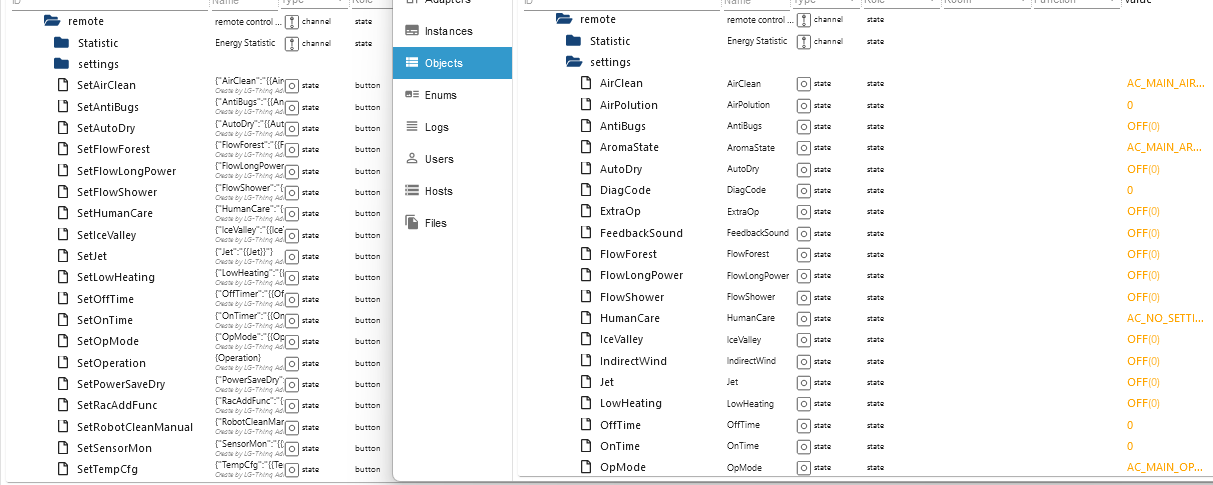 ID Name Type Role
remote remote control ... channel state
Statistic Energy Statistic channel state
settings
SetAirClean {"AirClean":"{{Air state button
Create by LG-Thing Ad
SetAntiBugs {"AntiBugs":"{{An state button
Create by LG-Thing Ad
SetAutoDry {"AutoDry":"{{Aut state button
Create by LG-Thing Ad
SetFlowForest {"FlowForest":"{{F state button
Create by LG-Thing Ad
SetFlowLongPower {"FlowLongPower state button
Create by LG-Thing Ad
SetFlowShower {"FlowShower":"{ state button
Create by LG-Thing Ad
SetHumanCare {"HumanCare":"{ state button
Create by LG-Thing Ad
SetIceValley {"IceValley":"{{Ice state button
Create by LG-Thing Ad
SetJet {"Jet":"{{Jet}}"} state button
Create by LG-Thing Ad
SetLowHeating {"LowHeating":"{ state button
Create by LG-Thing Ad
SetOffTime {"OffTimer":"{{Of state button
Create by LG-Thing Ad
SetOnTime {"OnTimer":"{{On state button
Create by LG-Thing Ad
SetOpMode {"OpMode":"{{Op state button
Create by LG-Thing Ad
SetOperation {Operation} state button
Create by LG-Thing Ad
SetPowerSaveDry {"PowerSaveDry": state button
Create by LG-Thing Ad
SetRacAddFunc {"RacAddFunc":"{ state button
Create by LG-Thing Ad
SetRobotCleanManual {"RobotCleanMar state button
Create by LG-Thing Ad
SetSensorMon {"SensorMon":"{{ state button
Create by LG-Thing Ad
SetTempCfg {"TempCfg":"{{Te state button
Create by LG-Thing Ad
Adapters
Instances
Objects
Enums
Logs
Users
Hosts
Files
ID Name Type Role Room Function Value
remote remote control ... channel state
Statistic Energy Statistic channel state
settings
AirClean AirClean state state AC_MAIN_AIR...
AirPolution AirPolution state state 0
AntiBugs AntiBugs state state OFF(0)
AromaState AromaState state state AC_MAIN_AR...
AutoDry AutoDry state state OFF(0)
DiagCode DiagCode state state 0
ExtraOp ExtraOp state state OFF(0)
FeedbackSound FeedbackSound state state OFF(0)
FlowForest FlowForest state state OFF(0)
FlowLongPower FlowLongPower state state OFF(0)
FlowShower FlowShower state state OFF(0)
HumanCare HumanCare state state AC_NO_SETTI...
IceValley IceValley state state OFF(0)
IndirectWind IndirectWind state state OFF(0)
Jet Jet state state OFF(0)
LowHeating LowHeating state state OFF(0)
OffTime OffTime state state 0
OnTime OnTime state state 0
OpMode OpMode state state AC_MAIN_OP...